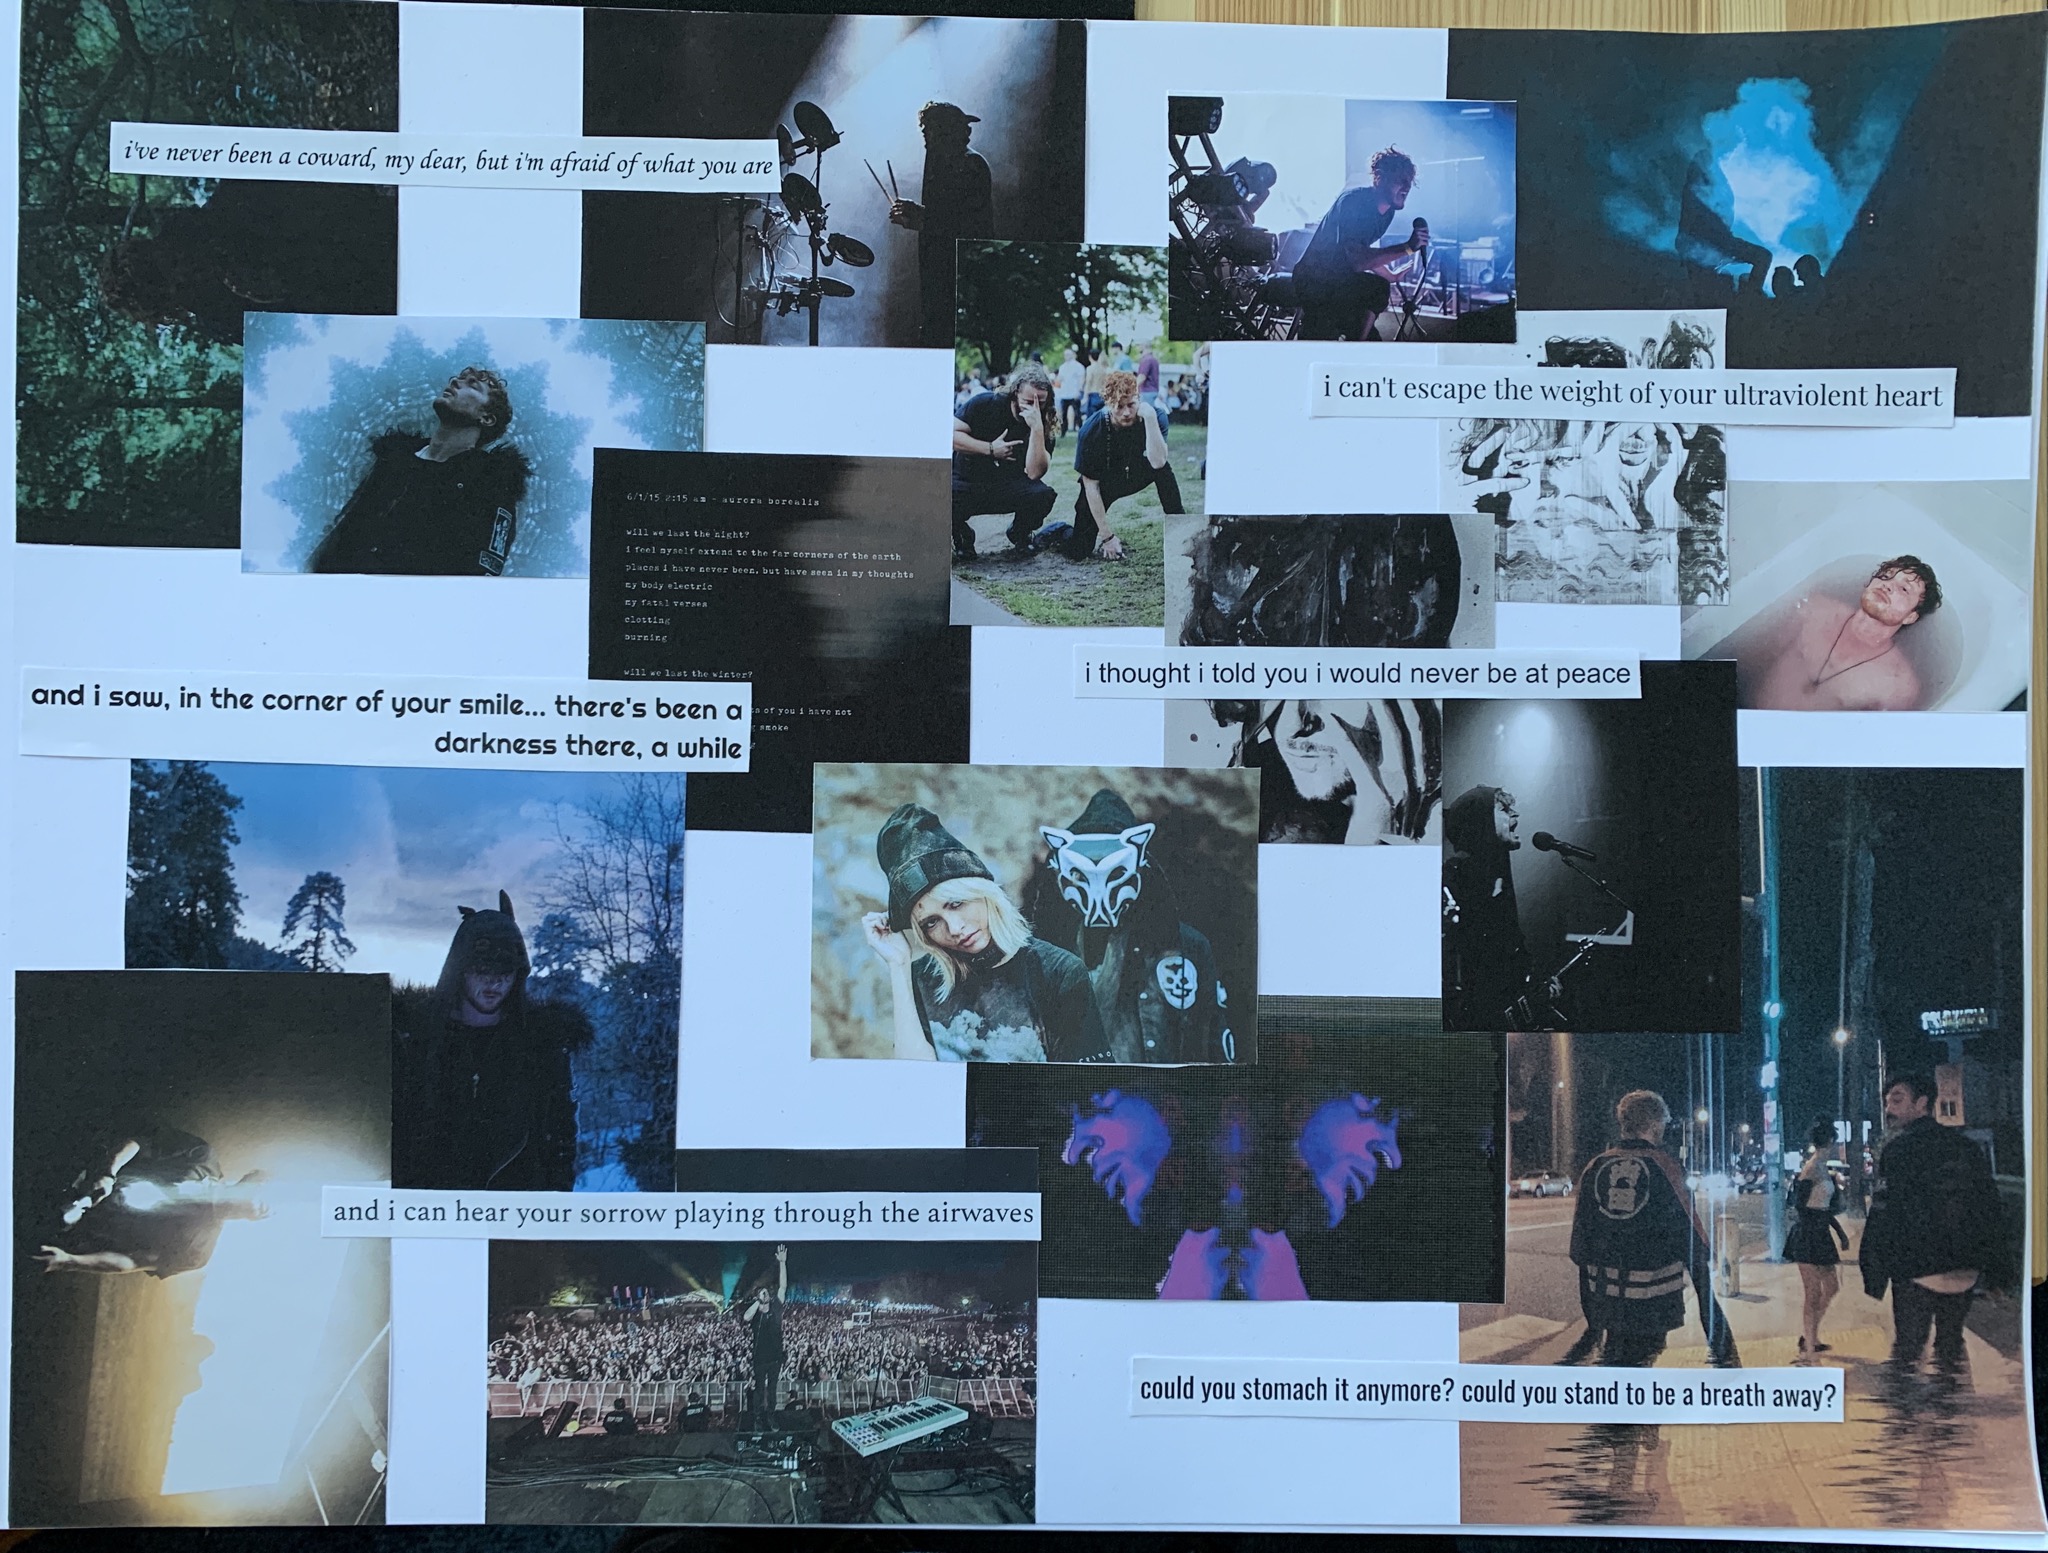 i've never been a coward, my dear, but i'm afraid of what you are
i can't escape the weight of your ultraviolent heart
6/1/15 2:15 am - aurora borealis
will we last the night?
i feel myself extend to the far corners of the earth
places i have never been, but have seen in my thoughts
my body electric
my fatal verses
clotting
burning
will we last the winter?
of you i have not
smoke
i thought i told you i would never be at peace
and i saw, in the corner of your smile... there's been a
darkness there, a while
and i can hear your sorrow playing through the airwaves
could you stomach it anymore? could you stand to be a breath away?